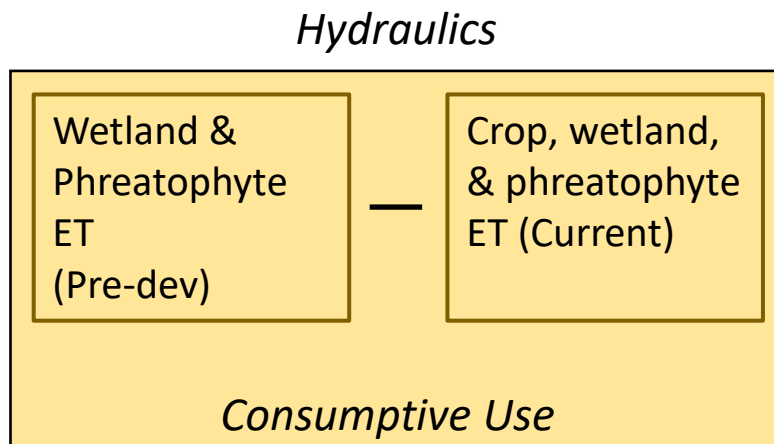 Hydraulics
Wetland &
Phreatophyte
ET
(Pre-dev)
—
Crop, wetland,
& phreatophyte
ET (Current)
Consumptive Use